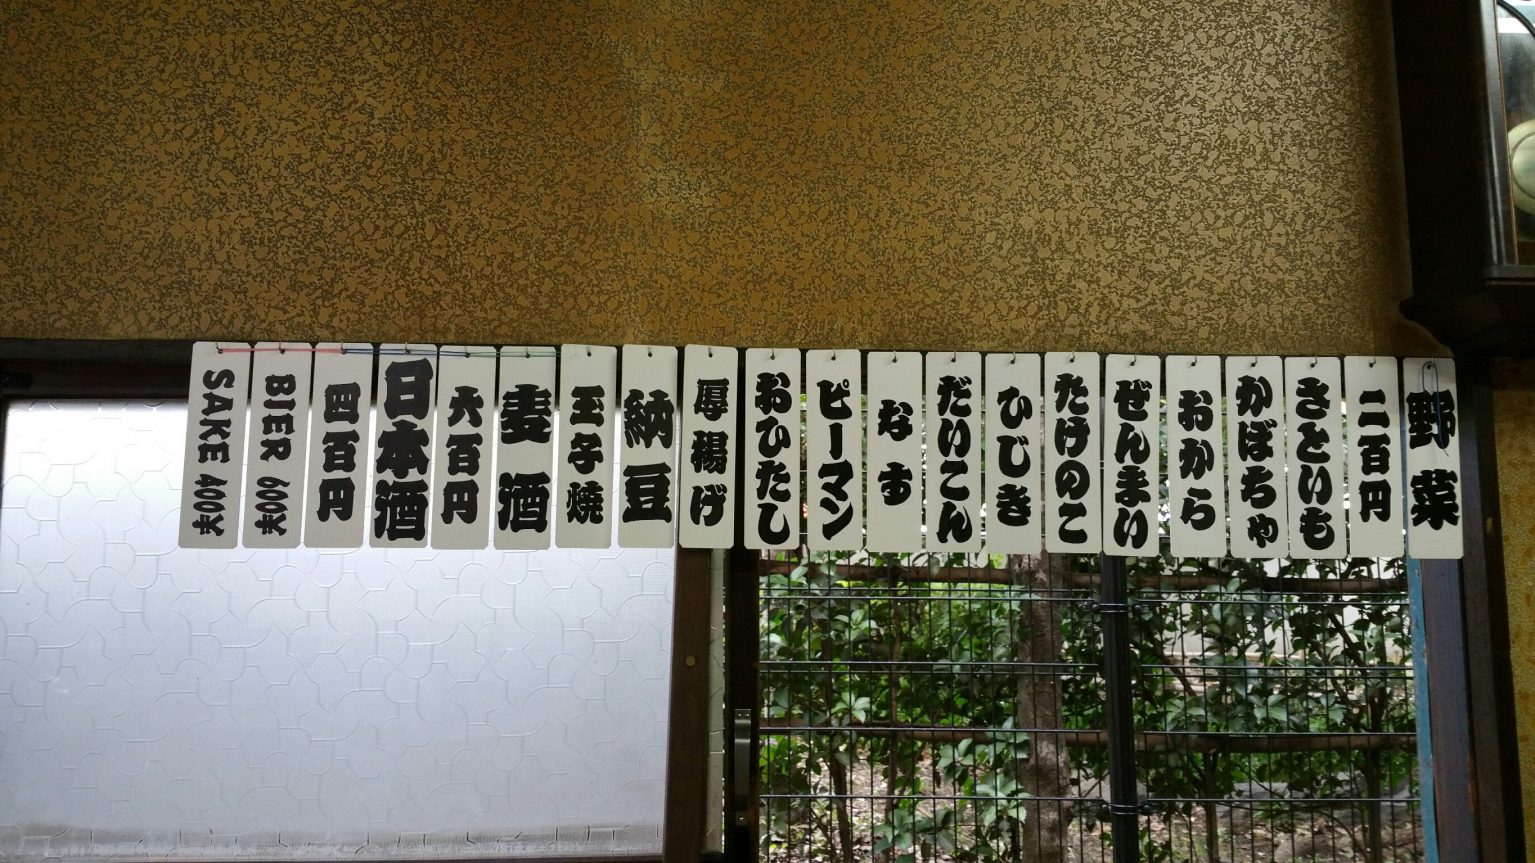 野菜
二百円
さといも
かぼちゃ
おから
ぜんまい
たけのこ
ひじき
だいこん
なす
ピーマン
おひたし
厚揚げ
納豆
玉子焼
麦酒
六百円
日本酒
四百円
BIER 600
SAKE 400